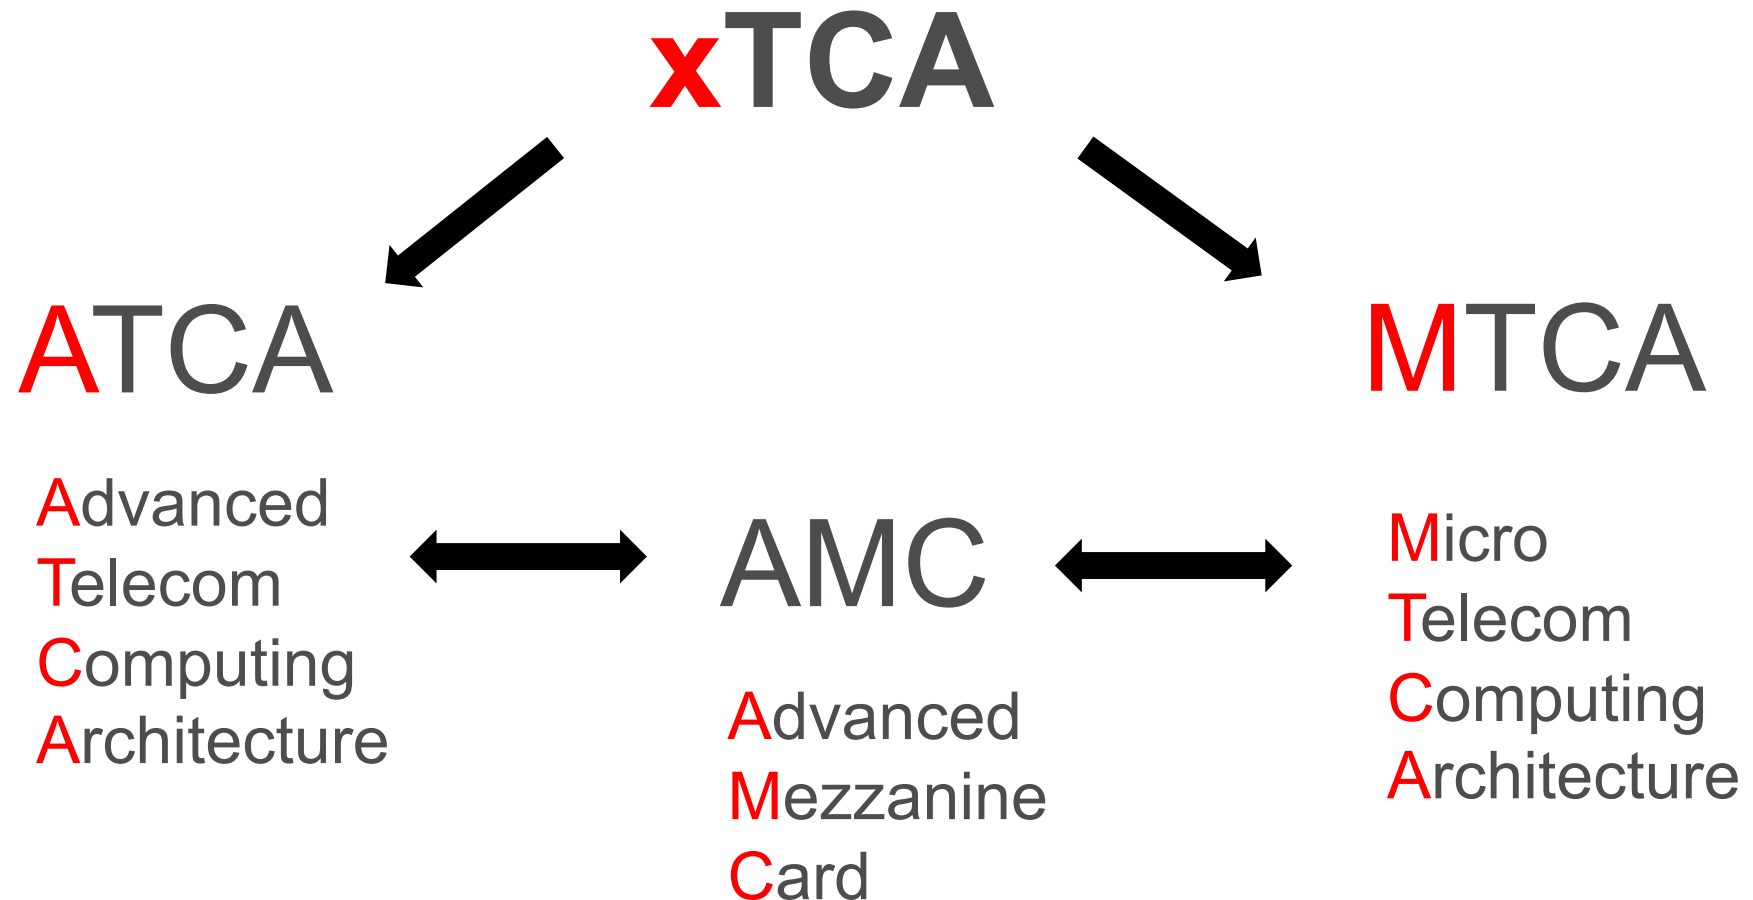 xTCA
ATCA
MTCA
Advanced
Telecom
Computing
Architecture
AMC
Advanced
Mezzanine
Card
Micro
Telecom
Computing
Architecture